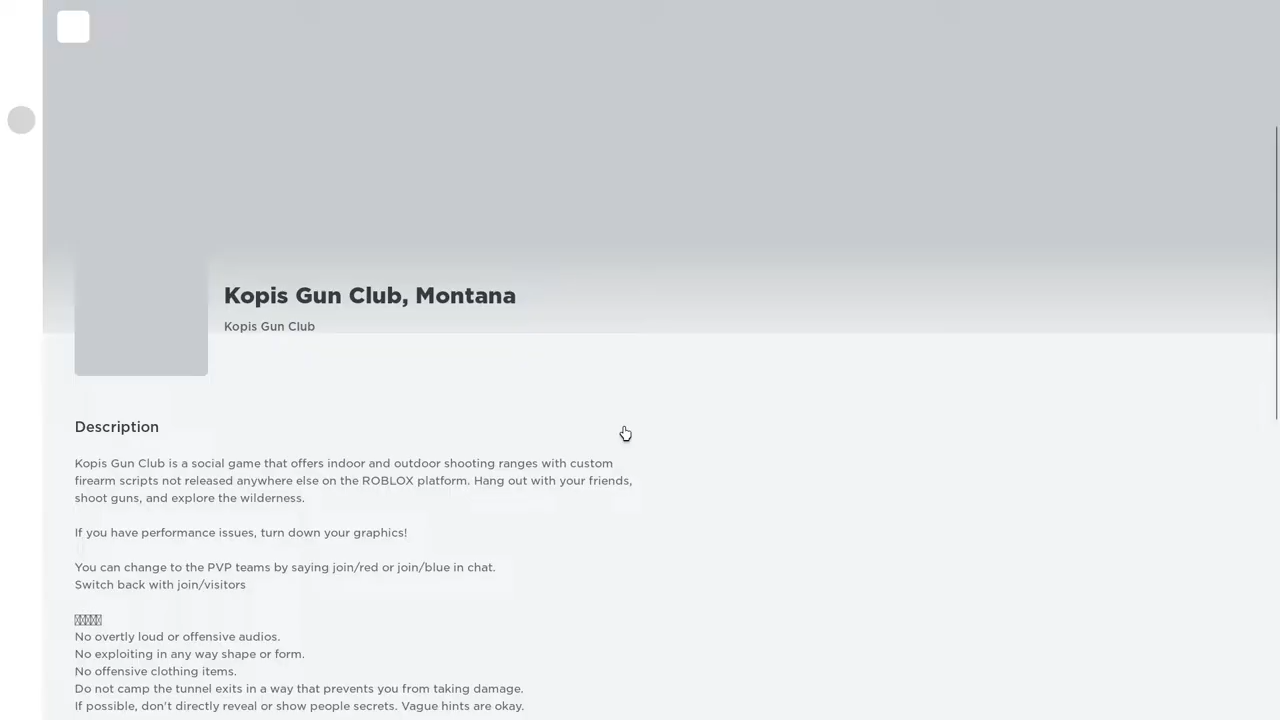 Kopis Gun Club, Montana
Kopis Gun Club
Description
Kopis Gun Club is a social game that offers indoor and outdoor shooting ranges with custom
firearm scripts not released anywhere else on the ROBLOX platform. Hang out with your friends,
shoot guns, and explore the wilderness.
If you have performance issues, turn down your graphics!
You can change to the PVP teams by saying join/red or join/blue in chat.
Switch back with join/visitors
No overtly loud or offensive audios.
No exploiting in any way shape or form.
No offensive clothing items.
Do not camp the tunnel exits in a way that prevents you from taking damage.
If possible, don't directly reveal or show people secrets. Vague hints are okay.